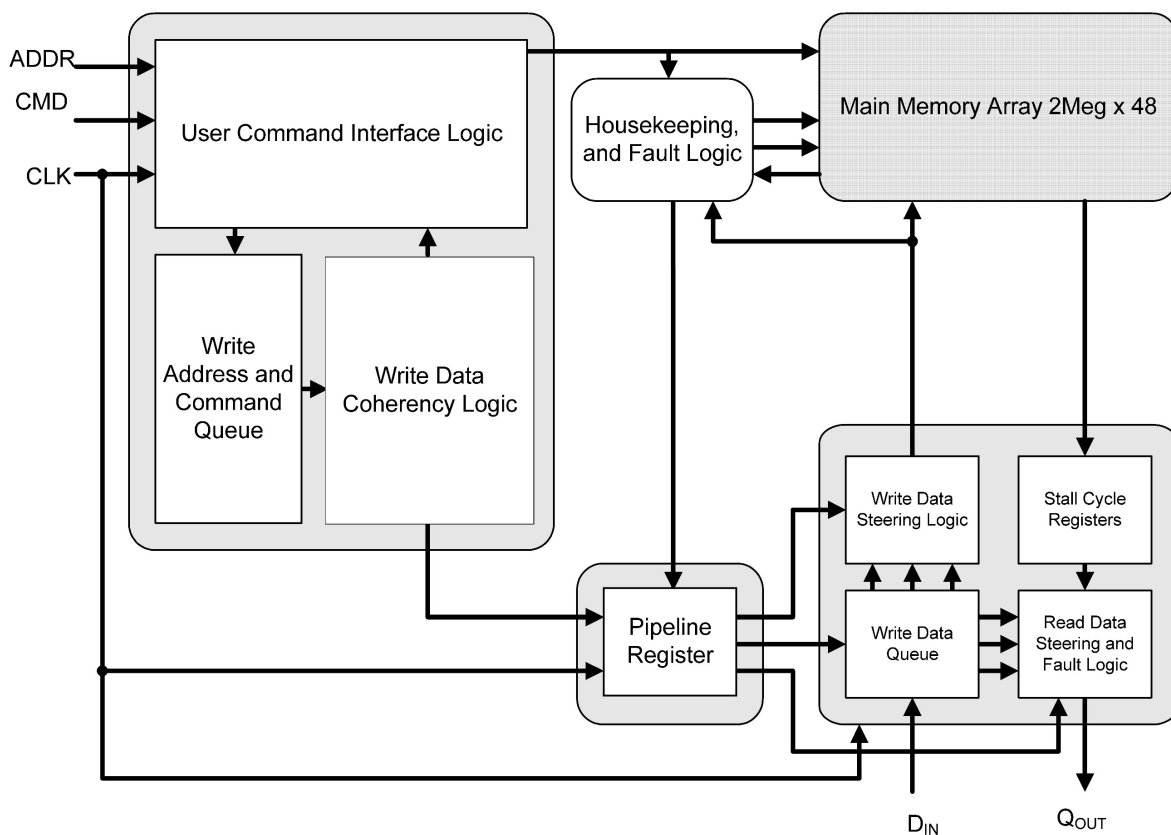 ADDR
CMD
CLK
User Command Interface Logic
Housekeeping,
and Fault Logic
Main Memory Array 2Meg x 48
Write
Address and
Command
Queue
Write Data
Coherency Logic
Write Data
Steering Logic
Stall Cycle
Registers
Pipeline
Register
Write Data
Queue
Read Data
Steering and
Fault Logic
DIN
QOUT